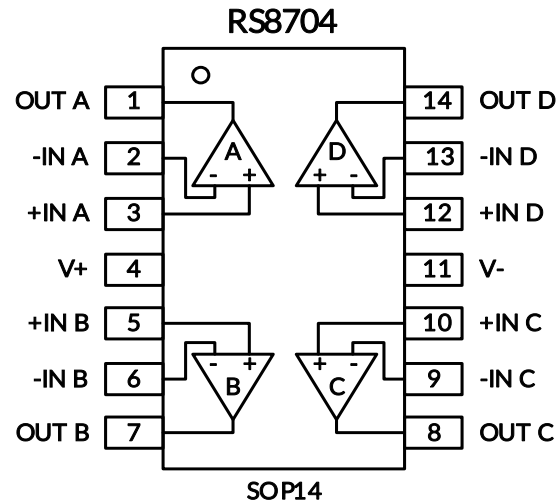 RS8704
OUT A 1 14 OUT D
-IN A 2 A D 13 -IN D
- + + -
+IN A 3 12 +IN D
V+ 4 11 V-
+IN B 5 10 +IN C
- + + -
-IN B 6 B C 9 -IN C
OUT B 7 8 OUT C
SOP14